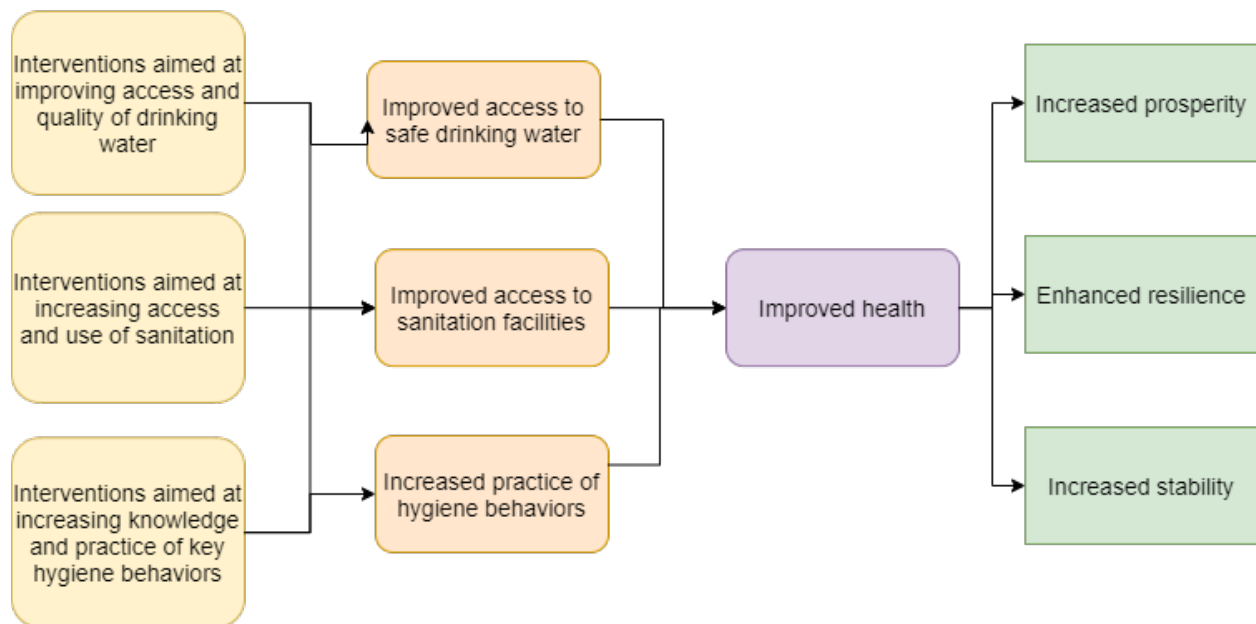 Interventions aimed at
improving access and
quality of drinking
water
Improved access to
safe drinking water
Increased prosperity
Interventions aimed at
increasing access
and use of sanitation
Improved access to
sanitation facilities
Improved health
Enhanced resilience
Interventions aimed at
increasing knowledge
and practice of key
hygiene behaviors
Increased practice of
hygiene behaviors
Increased stability